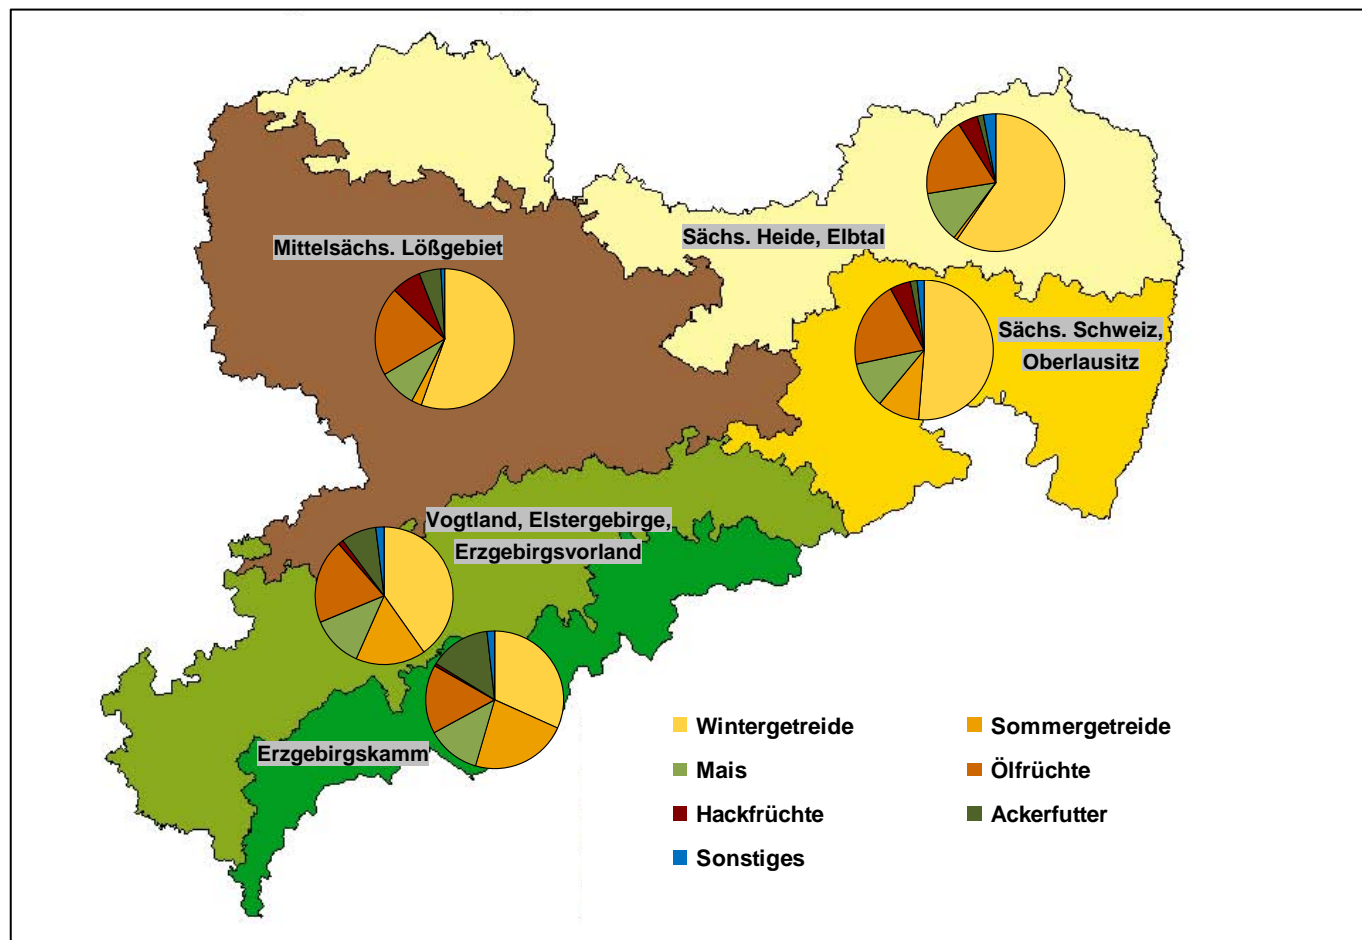 Sächs. Heide, Elbtal
Mittelsächs. Lößgebiet
Sächs. Schweiz,
Oberlausitz
Vogtland, Elstergebirge,
Erzgebirgsvorland
Erzgebirgskamm
Wintergetreide
Sommergetreide
Mais
Ölfrüchte
Hackfrüchte
Ackerfutter
Sonstiges